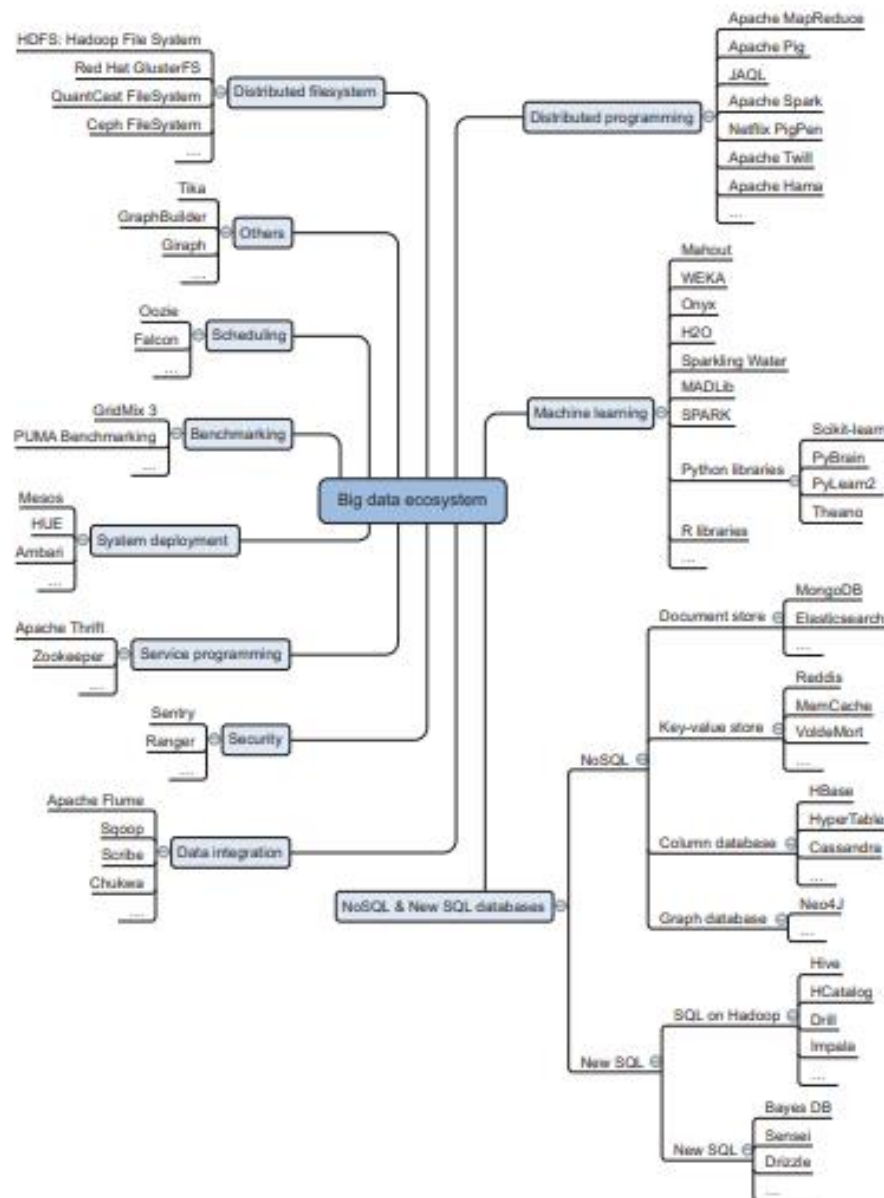 HDFS: Hadoop File System
Red Hat GlusterFS
QuantCast FileSystem
Ceph FileSystem
....
Distributed filesystem
Tika
GraphBuilder
Giraph
....
Others
Oozie
Falcon
....
Scheduling
GridMix 3
PUMA Benchmarking
....
Benchmarking
Mesos
HUE
Ambari
....
System deployment
Apache Thrift
Zookeeper
....
Service programming
Sentry
Ranger
....
Security
Apache Flume
Sqoop
Scribe
Chukwa
....
Data integration
Big data ecosystem
Distributed programming
Apache MapReduce
Apache Pig
JAQL
Apache Spark
Netflix PigPen
Apache Twill
Apache Hama
....
Machine learning
Mahout
WEKA
Onyx
H2O
Sparkling Water
MADLib
SPARK
Python libraries
Scikit-learn
PyBrain
PyLearn2
Theano
R libraries
....
NoSQL & New SQL databases
NoSQL
Document store
MongoDB
Elasticsearch
....
Key-value store
Reddis
MemCache
VoldeMort
....
Column database
HBase
HyperTable
Cassandra
....
Graph database
Neo4J
....
New SQL
SQL on Hadoop
Hive
HCatalog
Drill
Impala
....
New SQL
Bayes DB
Sensei
Drizzle
....